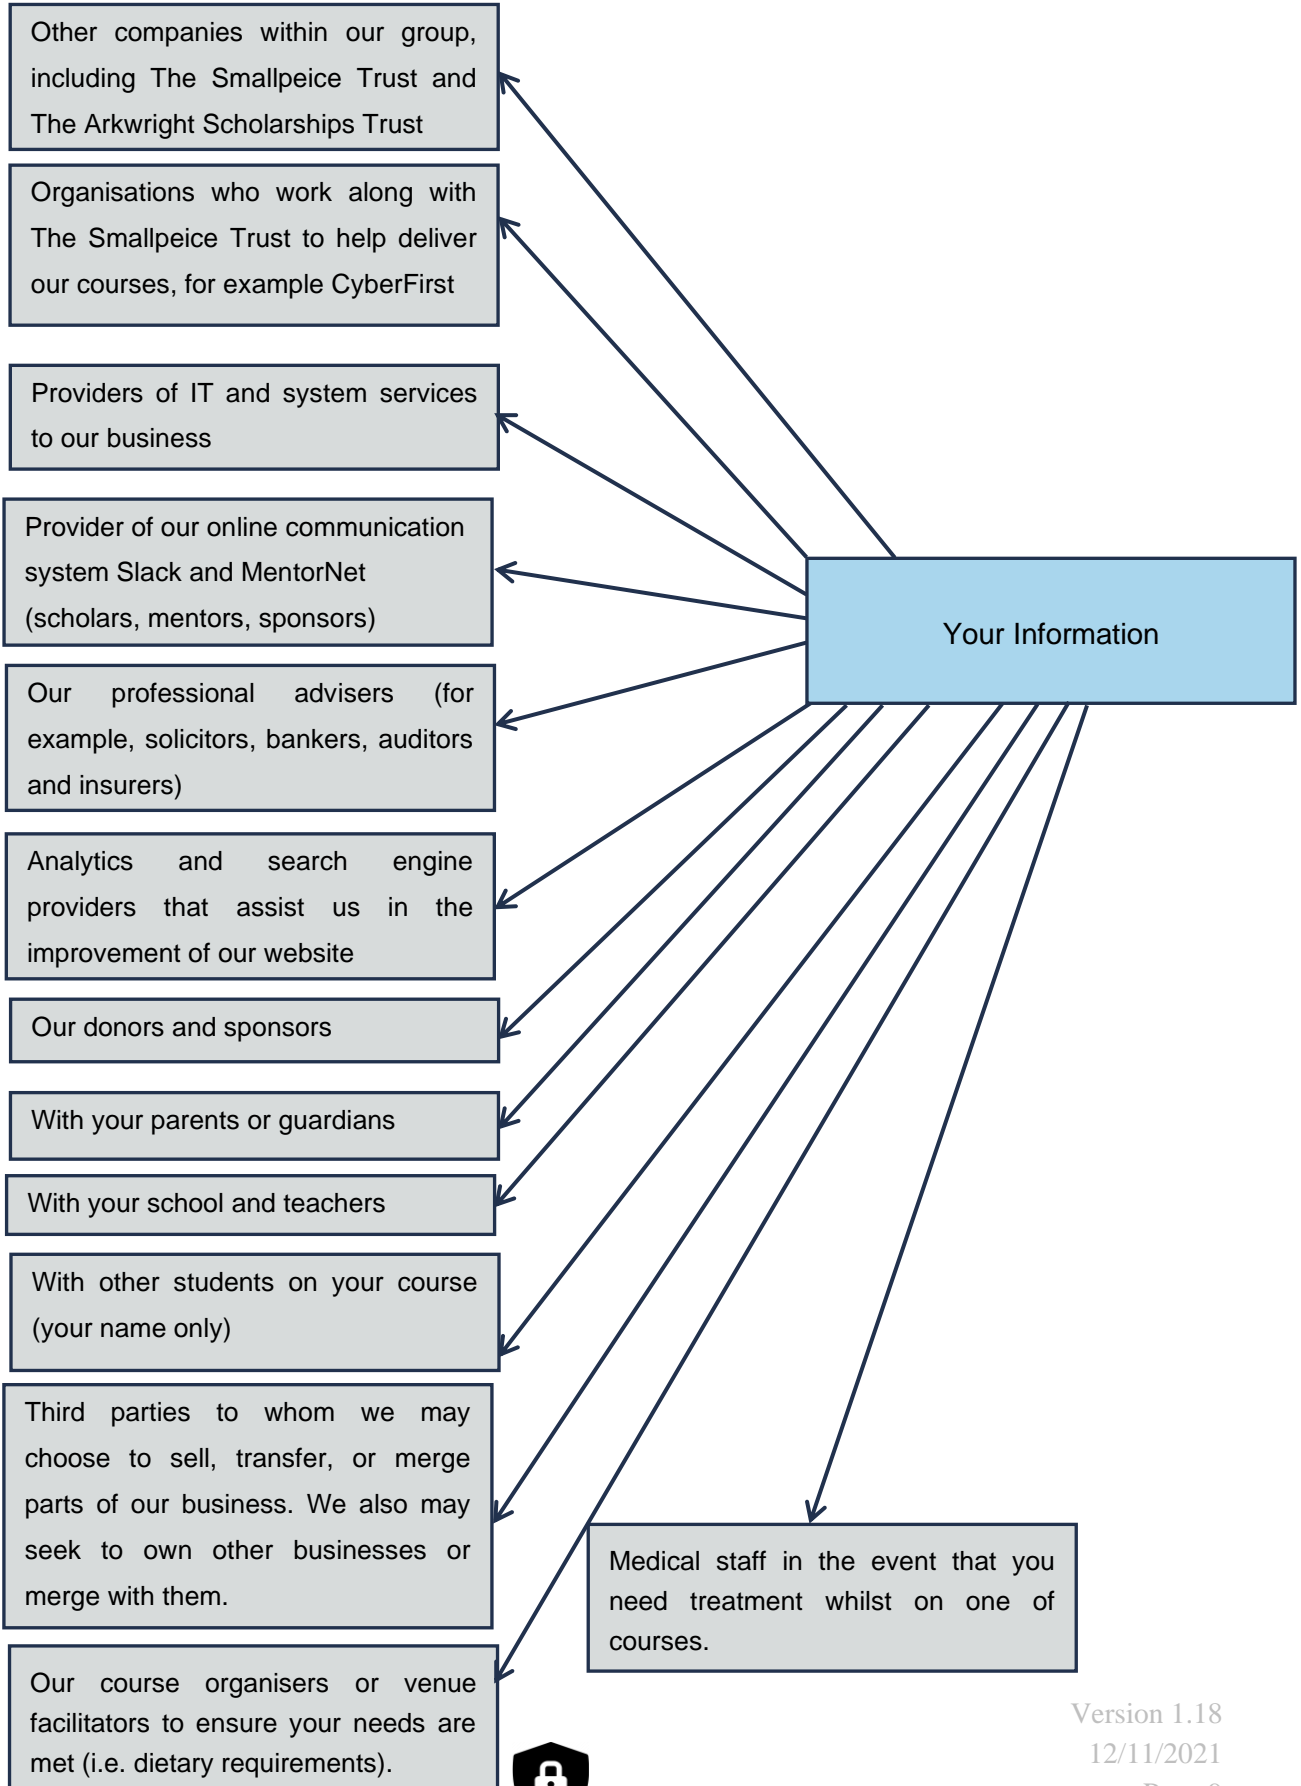 Other companies within our group,
including The Smallpeice Trust and
The Arkwright Scholarships Trust
Organisations who work along with
The Smallpeice Trust to help deliver
our courses, for example CyberFirst
Providers of IT and system services
to our business
Provider of our online communication
system Slack and MentorNet
(scholars, mentors, sponsors)
Your Information
Our professional advisers (for
example, solicitors, bankers, auditors
and insurers)
Analytics and search engine
providers that assist us in the
improvement of our website
Our donors and sponsors
With your parents or guardians
With your school and teachers
With other students on your course
(your name only)
Third parties to whom we may
choose to sell, transfer, or merge
parts of our business. We also may
seek to own other businesses or
merge with them.
Medical staff in the event that you
need treatment whilst on one of
courses.
Our course organisers or venue
facilitators to ensure your needs are
met (i.e. dietary requirements).
Version 1.18
12/11/2021